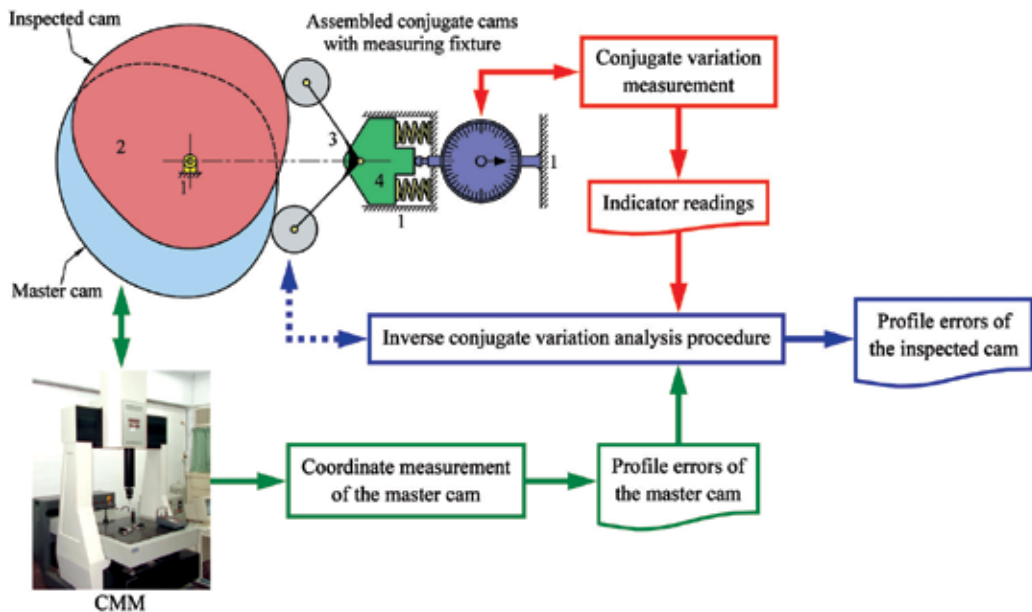 Inspected cam
Assembled conjugate cams
with measuring fixture
Conjugate variation
measurement
2
1
3
4
1
1
Indicator readings
Master cam
Inverse conjugate variation analysis procedure
Profile errors of
the inspected cam
Coordinate measurement
of the master cam
Profile errors of
the master cam
CMM